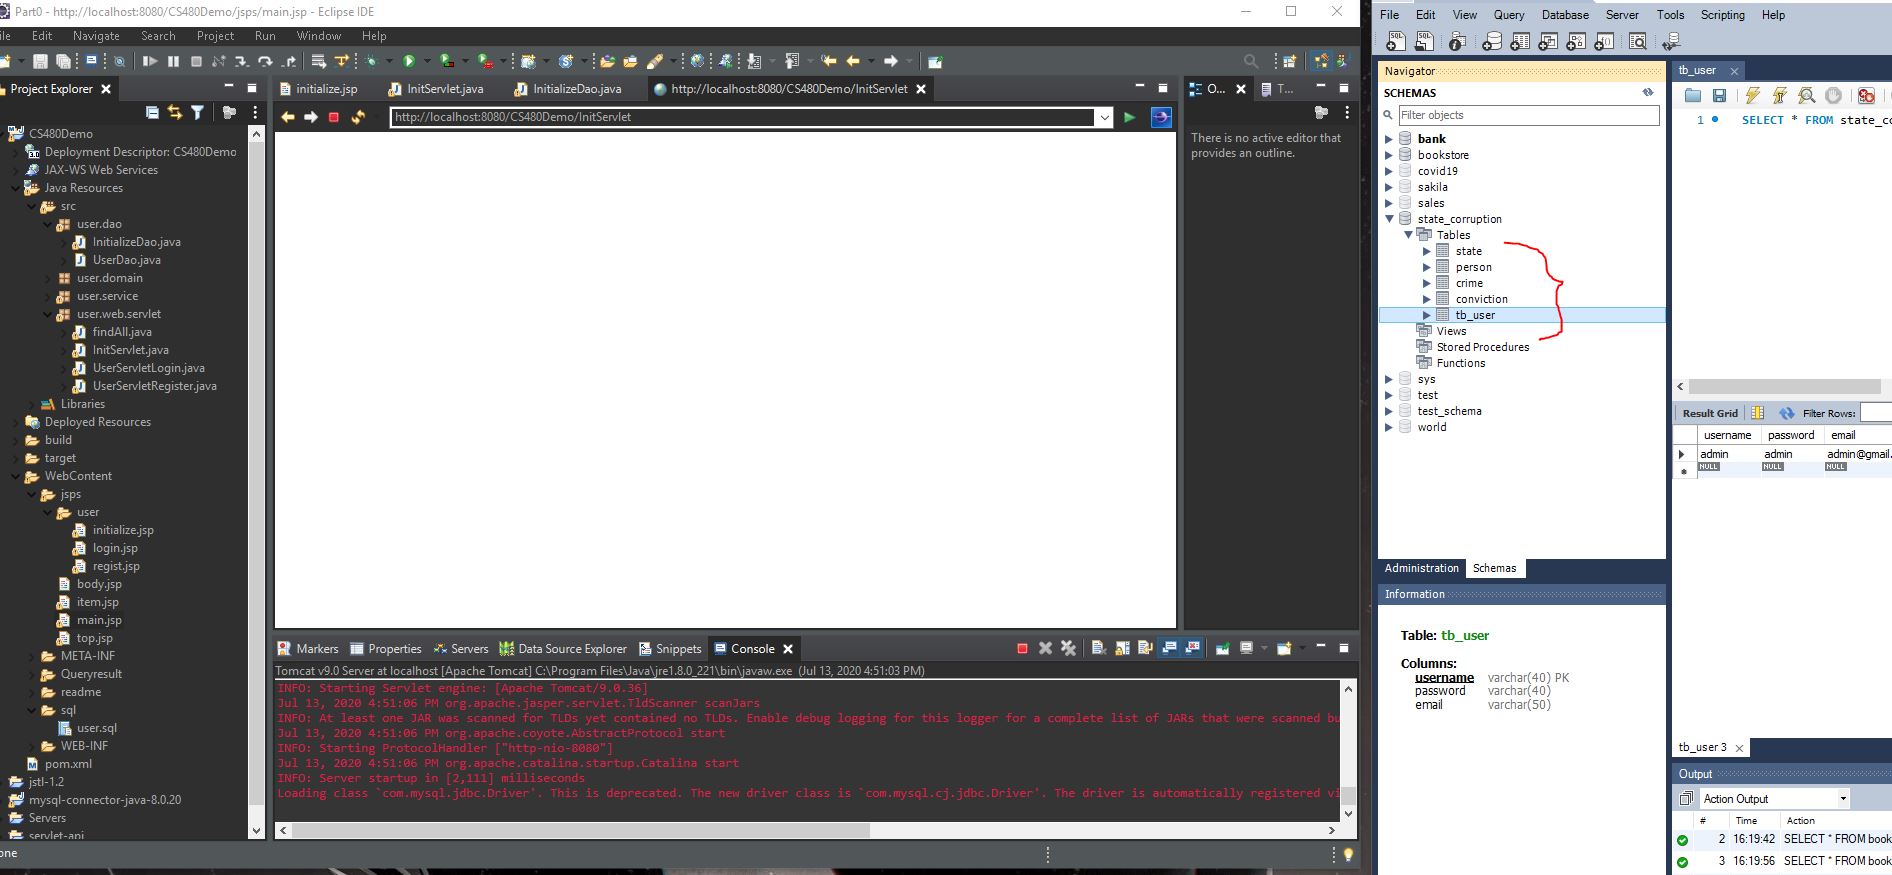 Part0 - http://localhost:8080/CS480Demo/jsps/main.jsp - Eclipse IDE
Edit Navigate Search Project Run Window Help
Project Explorer
CS480Demo
Deployment Descriptor: CS480Demo
JAX-WS Web Services
Java Resources
src
user.dao
InitializeDao.java
UserDao.java
user.domain
user.service
user.web.servlet
findAll.java
InitServlet.java
UserServletLogin.java
UserServletRegister.java
Libraries
Deployed Resources
build
target
WebContent
jsps
user
initialize.jsp
login.jsp
regist.jsp
body.jsp
item.jsp
main.jsp
top.jsp
META-INF
Queryresult
readme
sql
user.sql
WEB-INF
pom.xml
jstl-1.2
mysql-connector-java-8.0.20
Servers
servlet-api
initialize.jsp InitServlet.java InitializeDao.java http://localhost:8080/CS480Demo/InitServlet
http://localhost:8080/CS480Demo/InitServlet
O... T...
There is no active editor that
provides an outline.
Markers Properties Servers Data Source Explorer Snippets Console
Tomcat v9.0 Server at localhost [Apache Tomcat] C:\Program Files\Java\jre1.8.0_221\bin\javaw.exe (Jul 13, 2020 4:51:03 PM)
INFO: Starting Servlet engine: [Apache Tomcat/9.0.36]
Jul 13, 2020 4:51:06 PM org.apache.jasper.servlet.TldScanner scanJars
INFO: At least one JAR was scanned for TLDs yet contained no TLDs. Enable debug logging for this logger for a complete list of JARs that were scanned bu
Jul 13, 2020 4:51:06 PM org.apache.coyote.AbstractProtocol start
INFO: Starting ProtocolHandler ["http-nio-8080"]
Jul 13, 2020 4:51:06 PM org.apache.catalina.startup.Catalina start
INFO: Server startup in [2,111] milliseconds
Loading class `com.mysql.jdbc.Driver'. This is deprecated. The new driver class is `com.mysql.cj.jdbc.Driver'. The driver is automatically registered vi
File Edit View Query Database Server Tools Scripting Help
Navigator
SCHEMAS
Filter objects
bank
bookstore
covid19
sakila
sales
state_corruption
Tables
state
person
crime
conviction
tb_user
Views
Stored Procedures
Functions
sys
test
test_schema
world
Administration Schemas
Information
Table: tb_user
Columns:
username varchar(40) PK
password varchar(40)
email varchar(50)
tb_user
1 SELECT * FROM state_co
Result Grid Filter Rows:
username password email
admin admin admin@gmail.
NULL NULL NULL
tb_user 3
Output
Action Output
# Time Action
2 16:19:42 SELECT * FROM book
3 16:19:56 SELECT * FROM book